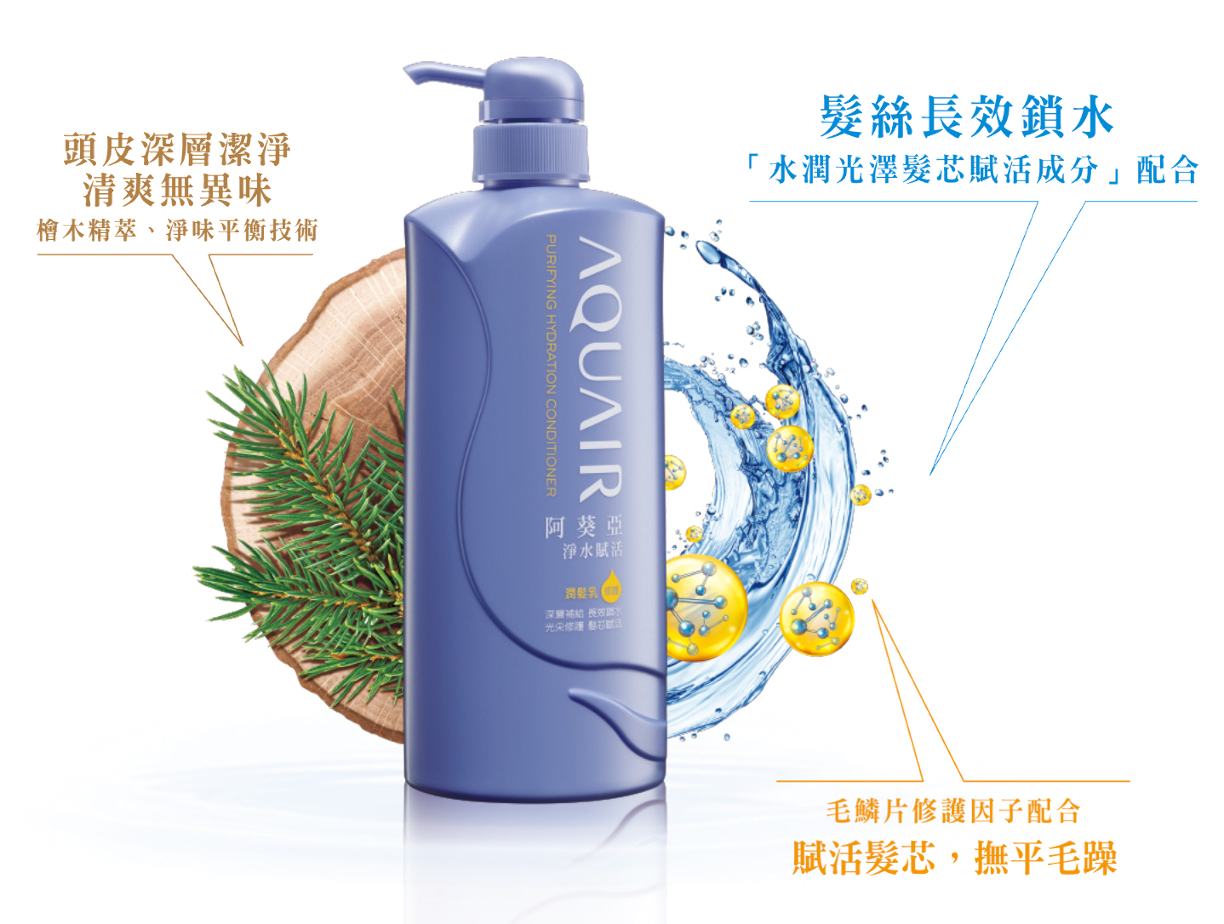 頭皮深層潔淨
清爽無異味
檜木精萃、淨味平衡技術
髮絲長效鎖水
「水潤光澤髮芯賦活成分」配合
AQUAIR
PURIFYING HYDRATION CONDITIONER
阿葵亞
淨水賦活
潤髮乳
深層補給 長效鎖水
光采修護 髮芯賦活
毛鱗片修護因子配合
賦活髮芯，撫平毛躁